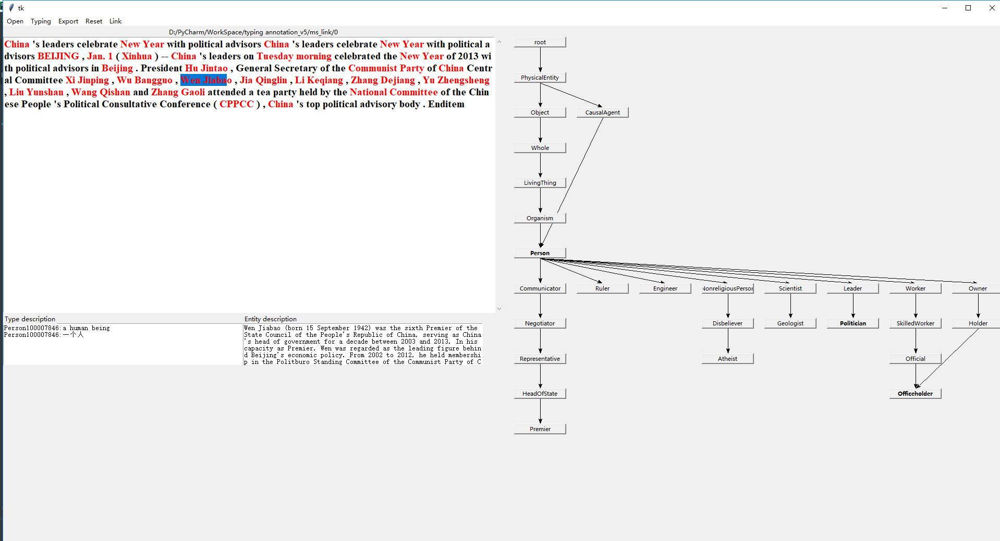 tk
Open Typing Export Reset Link
D:/PyCharm/WorkSpace/typing annotation_v5/ms_link/0
China 's leaders celebrate New Year with political advisors China 's leaders celebrate New Year with political a
dvisors BEIJING , Jan. 1 ( Xinhua ) -- China 's leaders on Tuesday morning celebrated the New Year of 2013 wi
th political advisors in Beijing . President Hu Jintao , General Secretary of the Communist Party of China Centr
al Committee Xi Jinping , Wu Bangguo , Wen Jiabao , Jia Qinglin , Li Keqiang , Zhang Dejiang , Yu Zhengsheng
, Liu Yunshan , Wang Qishan and Zhang Gaoli attended a tea party held by the National Committee of the Chin
ese People 's Political Consultative Conference ( CPPCC ) , China 's top political advisory body . Enditem
Type description
Person100007846:a human being
Person100007846:一个人
Entity description
Wen Jiabao (born 15 September 1942) was the sixth Premier of the
State Council of the People's Republic of China, serving as China
's head of government for a decade between 2003 and 2013. In his
capacity as Premier, Wen was regarded as the leading figure behin
d Beijing's economic policy. From 2002 to 2012, he held membershi
p in the Politburo Standing Committee of the Communist Party of C
root
PhysicalEntity
Object CausalAgent
Whole
LivingThing
Organism
Person
Communicator Ruler Engineer NonreligiousPerson Scientist Leader Worker Owner
Negotiator Disbeliever Geologist Politician SkilledWorker Holder
Representative Atheist Official
HeadOfState Officeholder
Premier